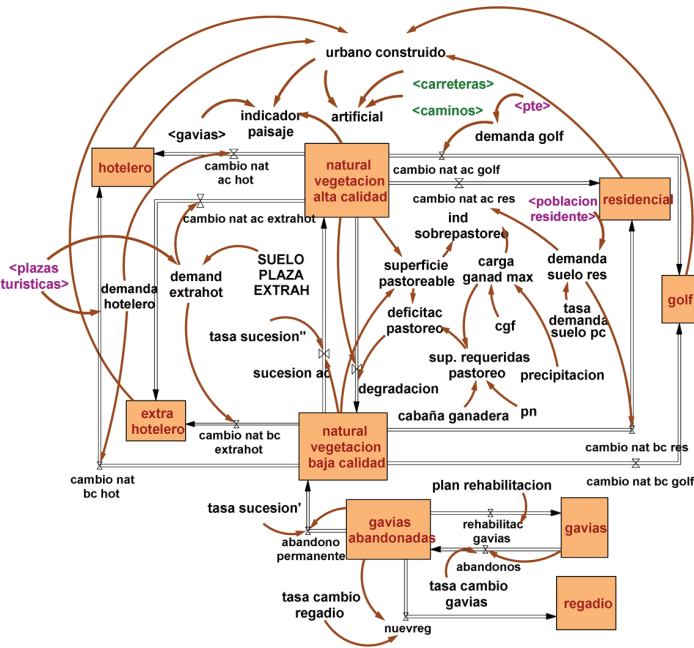 urbano construido
<carreteras>
<caminos>
<pte>
indicador
paisaje
artificial
<gavias>
demanda golf
hotelero
cambio nat
ac hot
natural
vegetacion
alta calidad
cambio nat ac golf
cambio nat ac res
<poblacion
residente>
residencial
cambio nat ac extrahot
ind
sobrepastoreo
<plazas
turisticas>
demanda
hotelero
demand
extrahot
SUELO
PLAZA
EXTRAH
superficie
pastoreable
carga
ganad max
demanda
suelo res
golf
deficitac
pastoreo
cgf
tasa
demanda
suelo pc
tasa sucesion"
sucesion ac
degradacion
sup. requeridas
pastoreo
precipitacion
cabaña ganadera
pn
extra
hotelero
cambio nat bc
extrahot
natural
vegetacion
baja calidad
cambio nat bc res
cambio nat
bc hot
cambio nat bc golf
tasa sucesion'
plan rehabilitacion
gavias
abandonadas
rehabilitac
gavias
gavias
abandono
permanente
abandonos
tasa cambio
gavias
tasa cambio
regadio
nuevreg
regadio